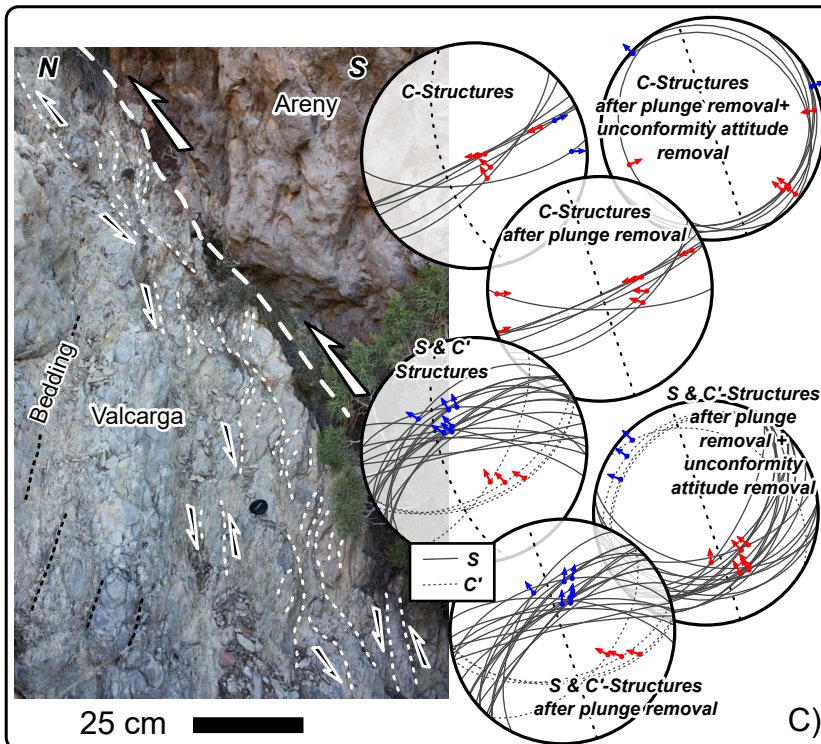 N
S
Areny
Bedding
Valcarga
25 cm
C-Structures
C-Structures
after plunge removal+
unconformity attitude
removal
C-Structures
after plunge removal
S & C'
Structures
S & C'-Structures
after plunge
removal +
unconformity
attitude removal
S
C'
S & C'-Structures
after plunge removal
C)